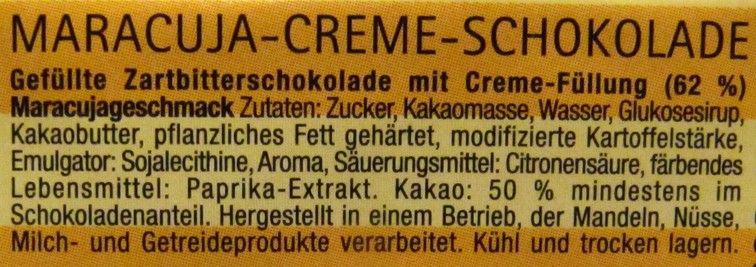 MARACUJA-CREME-SCHOKOLADE
Gefüllte Zartbitterschokolade mit Creme-Füllung (62 %)
Maracujageschmack Zutaten: Zucker, Kakaomasse, Wasser, Glukosesirup,
Kakaobutter, pflanzliches Fett gehärtet, modifizierte Kartoffelstärke,
Emulgator: Sojalecithine, Aroma, Säuerungsmittel: Citronensäure, färbendes
Lebensmittel: Paprika-Extrakt. Kakao: 50 % mindestens im
Schokoladenanteil. Hergestellt in einem Betrieb, der Mandeln, Nüsse,
Milch- und Getreideprodukte verarbeitet. Kühl und trocken lagern.